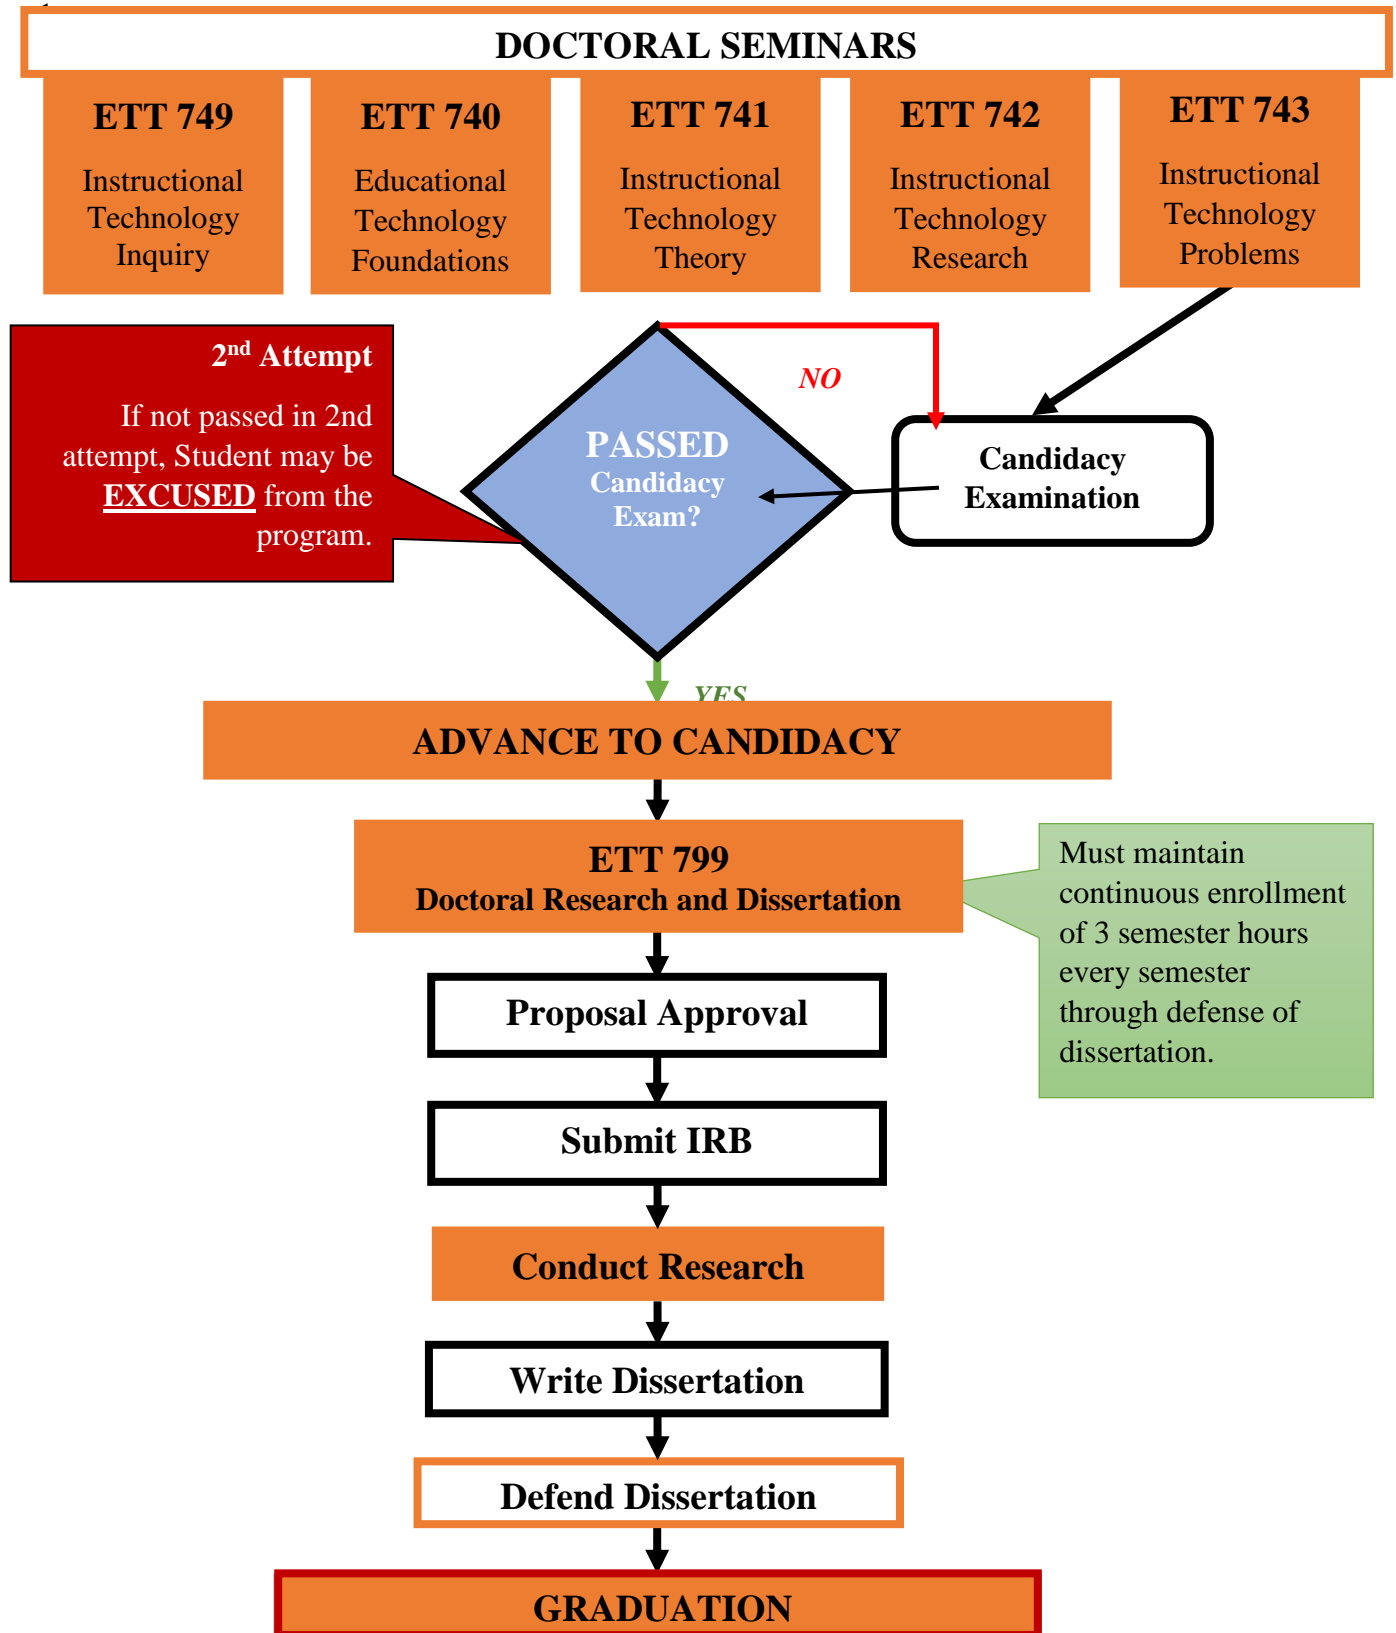 DOCTORAL SEMINARS
ETT 749
Instructional
Technology
Inquiry
ETT 740
Educational
Technology
Foundations
ETT 741
Instructional
Technology
Theory
ETT 742
Instructional
Technology
Research
ETT 743
Instructional
Technology
Problems
2nd Attempt
If not passed in 2nd
attempt, Student may be
EXCUSED from the
program.
NO
PASSED
Candidacy
Exam?
Candidacy
Examination
YES
ADVANCE TO CANDIDACY
ETT 799
Doctoral Research and Dissertation
Must maintain
continuous enrollment
of 3 semester hours
every semester
through defense of
dissertation.
Proposal Approval
Submit IRB
Conduct Research
Write Dissertation
Defend Dissertation
GRADUATION